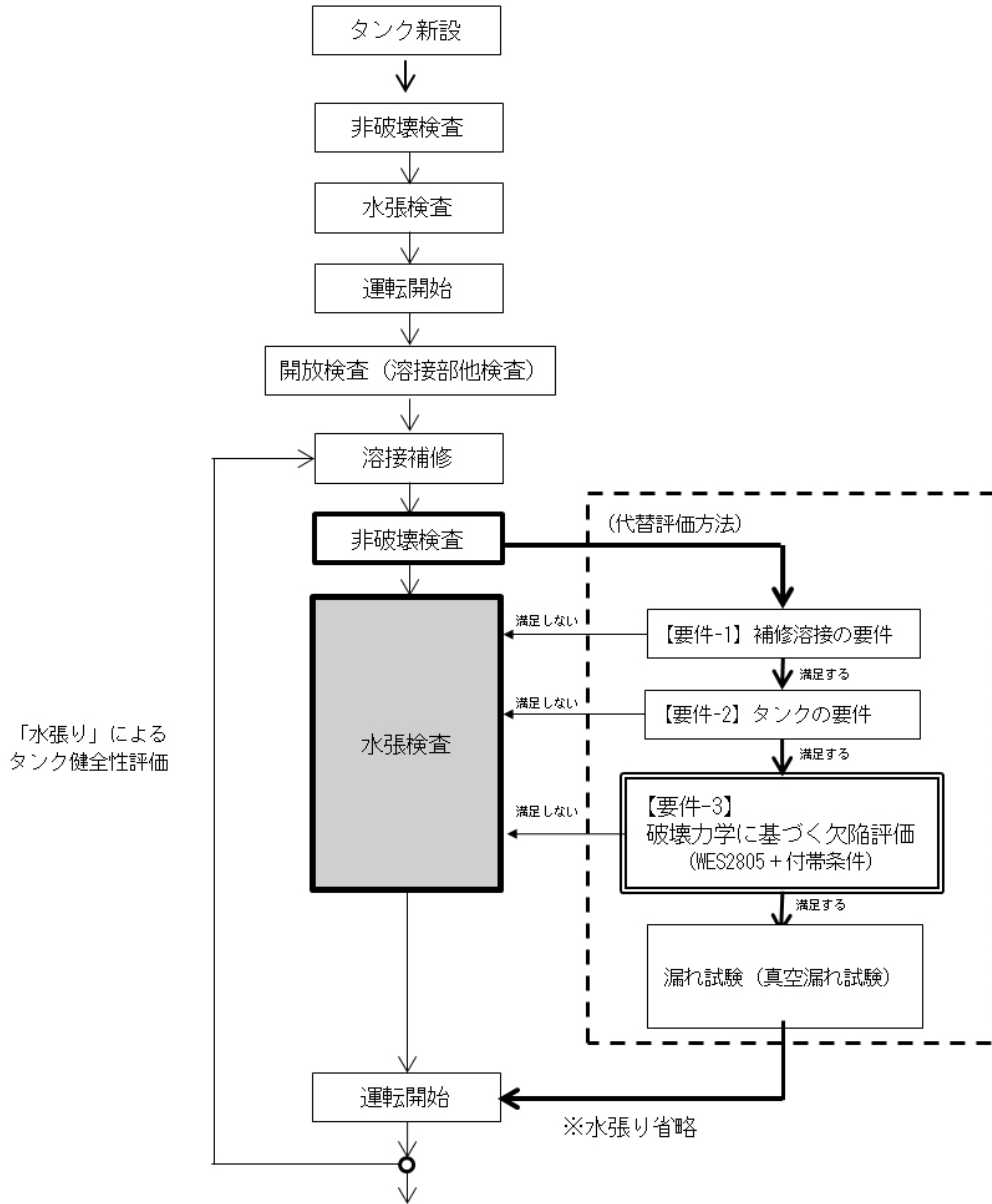 タンク新設
非破壊検査
水張検査
運転開始
開放検査（溶接部他検査）
溶接補修
非破壊検査
(代替評価方法)
満足しない
【要件-1】補修溶接の要件
満足する
満足しない
【要件-2】タンクの要件
満足する
「水張り」による
タンク健全性評価
水張検査
満足しない
【要件-3】
破壊力学に基づく欠陥評価
(WES2805＋付帯条件)
満足する
漏れ試験（真空漏れ試験）
運転開始
※水張り省略